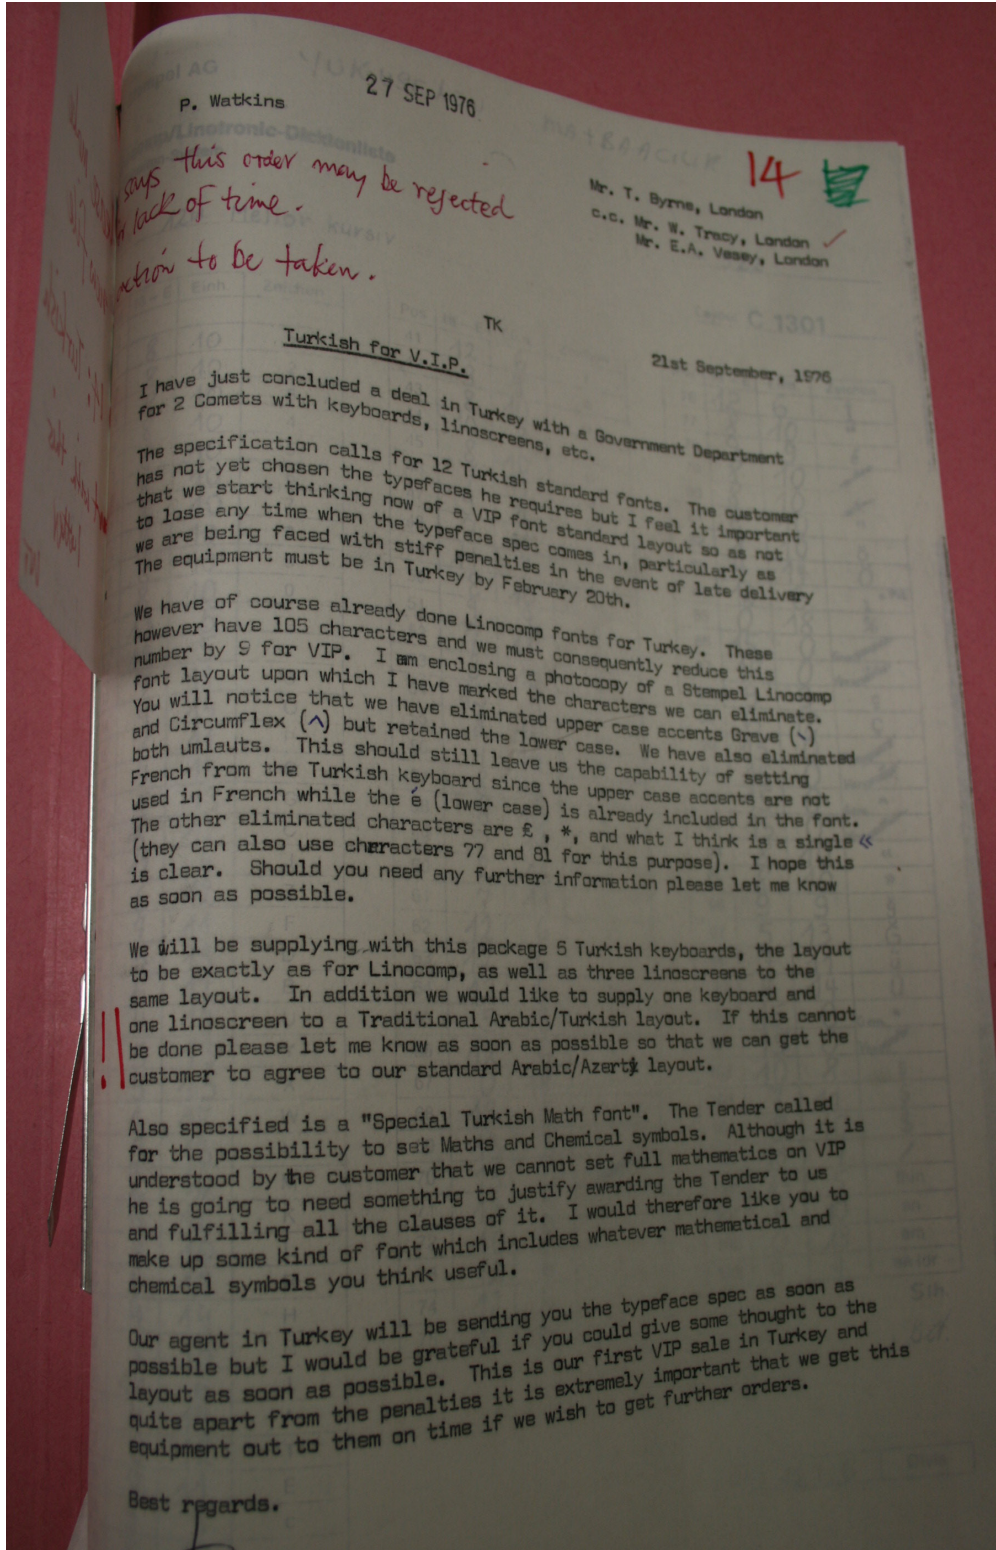 27 SEP 1976
P. Watkins
says this order may be rejected
lack of time.
action to be taken.
14
Mr. T. Byrne, London
c.c. Mr. W. Tracy, London
Mr. E.A. Vesey, London
TK
Turkish for V.I.P.
21st September, 1976
I have just concluded a deal in Turkey with a Government Department
for 2 Comets with keyboards, linoscreens, etc.
The specification calls for 12 Turkish standard fonts. The customer
has not yet chosen the typefaces he requires but I feel it important
that we start thinking now of a VIP font standard layout so as not
to lose any time when the typeface spec comes in, particularly as
we are being faced with stiff penalties in the event of late delivery
The equipment must be in Turkey by February 20th.
We have of course already done Linocomp fonts for Turkey. These
however have 105 characters and we must consequently reduce this
number by 9 for VIP. I am enclosing a photocopy of a Stempel Linocomp
font layout upon which I have marked the characters we can eliminate.
You will notice that we have eliminated upper case accents Grave (`)
and Circumflex (^) but retained the lower case. We have also eliminated
both umlauts. This should still leave us the capability of setting
French from the Turkish keyboard since the upper case accents are not
used in French while the é (lower case) is already included in the font.
The other eliminated characters are £ , *, and what I think is a single «
(they can also use characters 77 and 81 for this purpose). I hope this
is clear. Should you need any further information please let me know
as soon as possible.
We will be supplying with this package 5 Turkish keyboards, the layout
to be exactly as for Linocomp, as well as three linoscreens to the
same layout. In addition we would like to supply one keyboard and
one linoscreen to a Traditional Arabic/Turkish layout. If this cannot
be done please let me know as soon as possible so that we can get the
customer to agree to our standard Arabic/Azerti layout.
Also specified is a "Special Turkish Math font". The Tender called
for the possibility to set Maths and Chemical symbols. Although it is
understood by the customer that we cannot set full mathematics on VIP
he is going to need something to justify awarding the Tender to us
and fulfilling all the clauses of it. I would therefore like you to
make up some kind of font which includes whatever mathematical and
chemical symbols you think useful.
Our agent in Turkey will be sending you the typeface spec as soon as
possible but I would be grateful if you could give some thought to the
layout as soon as possible. This is our first VIP sale in Turkey and
quite apart from the penalties it is extremely important that we get this
equipment out to them on time if we wish to get further orders.
Best regards.